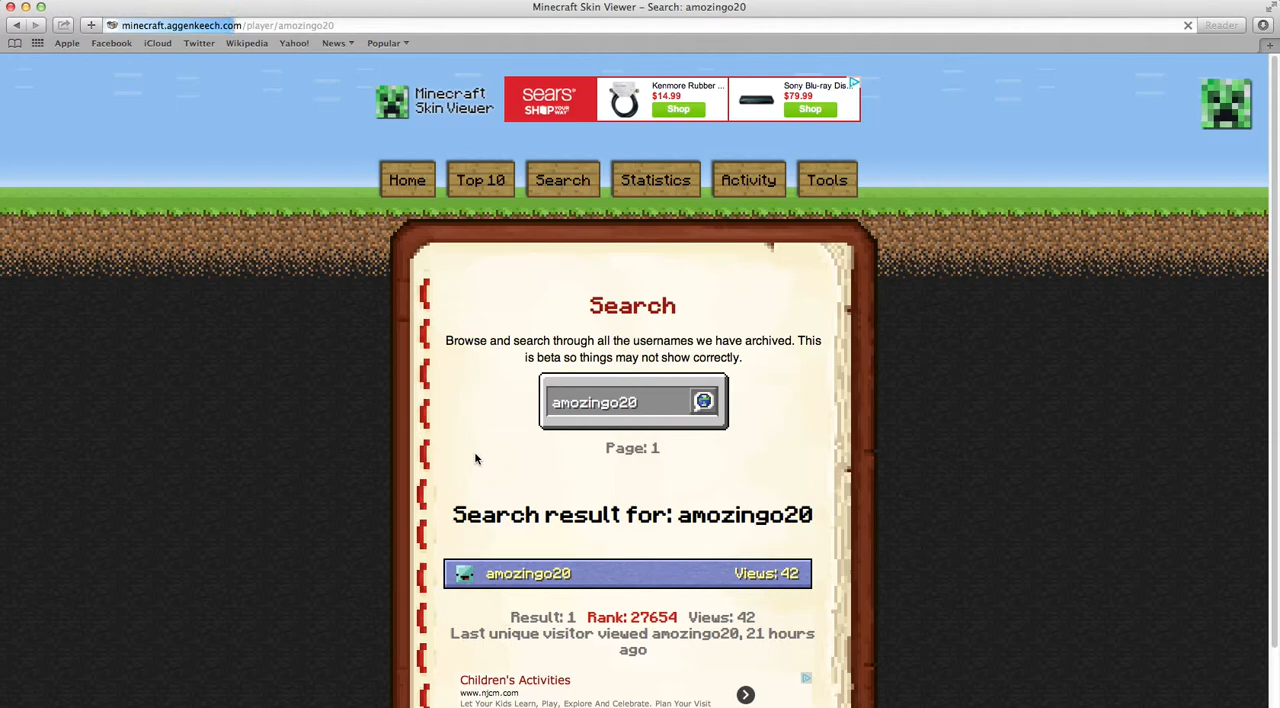 Minecraft Skin Viewer – Search: amozingo20
minecraft.aggenkeech.com/player/amozingo20
Reader
Apple Facebook iCloud Twitter Wikipedia Yahoo! News Popular
Minecraft
Skin Viewer
sears
SHOP YOUR WAY
Kenmore Rubber ...
$14.99
Shop
Sony Blu-ray Dis...
$79.99
Shop
Home Top 10 Search Statistics Activity Tools
Search
Browse and search through all the usernames we have archived. This
is beta so things may not show correctly.
amozingo20
Page: 1
Search result for: amozingo20
amozingo20 Views: 42
Result: 1 Rank: 27654 Views: 42
Last unique visitor viewed amozingo20, 21 hours
ago
Children's Activities
www.njcm.com
Let Your Kids Learn, Play, Explore And Celebrate. Plan Your Visit